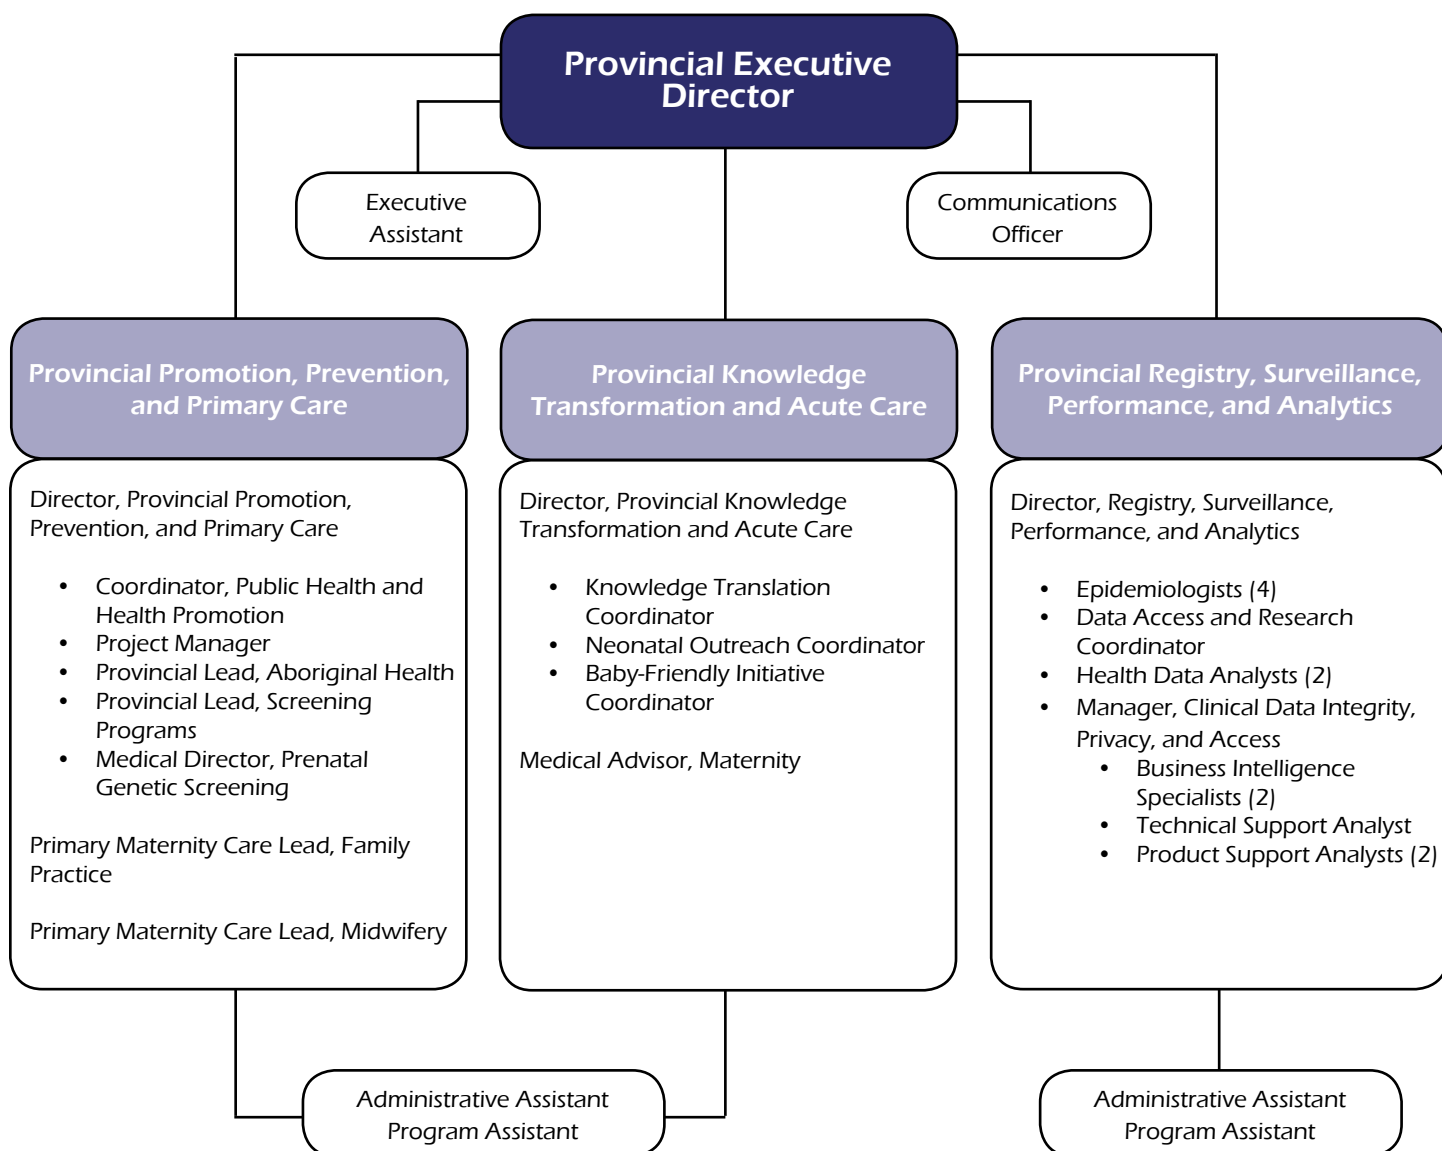 Provincial Executive
Director
Executive
Assistant
Communications
Officer
Provincial Promotion, Prevention,
and Primary Care
Director, Provincial Promotion,
Prevention, and Primary Care
• Coordinator, Public Health and
Health Promotion
• Project Manager
• Provincial Lead, Aboriginal Health
• Provincial Lead, Screening
Programs
• Medical Director, Prenatal
Genetic Screening
Primary Maternity Care Lead, Family
Practice
Primary Maternity Care Lead, Midwifery
Provincial Knowledge
Transformation and Acute Care
Director, Provincial Knowledge
Transformation and Acute Care
• Knowledge Translation
Coordinator
• Neonatal Outreach Coordinator
• Baby-Friendly Initiative
Coordinator
Medical Advisor, Maternity
Provincial Registry, Surveillance,
Performance, and Analytics
Director, Registry, Surveillance,
Performance, and Analytics
• Epidemiologists (4)
• Data Access and Research
Coordinator
• Health Data Analysts (2)
• Manager, Clinical Data Integrity,
Privacy, and Access
• Business Intelligence
Specialists (2)
• Technical Support Analyst
• Product Support Analysts (2)
Administrative Assistant
Program Assistant
Administrative Assistant
Program Assistant